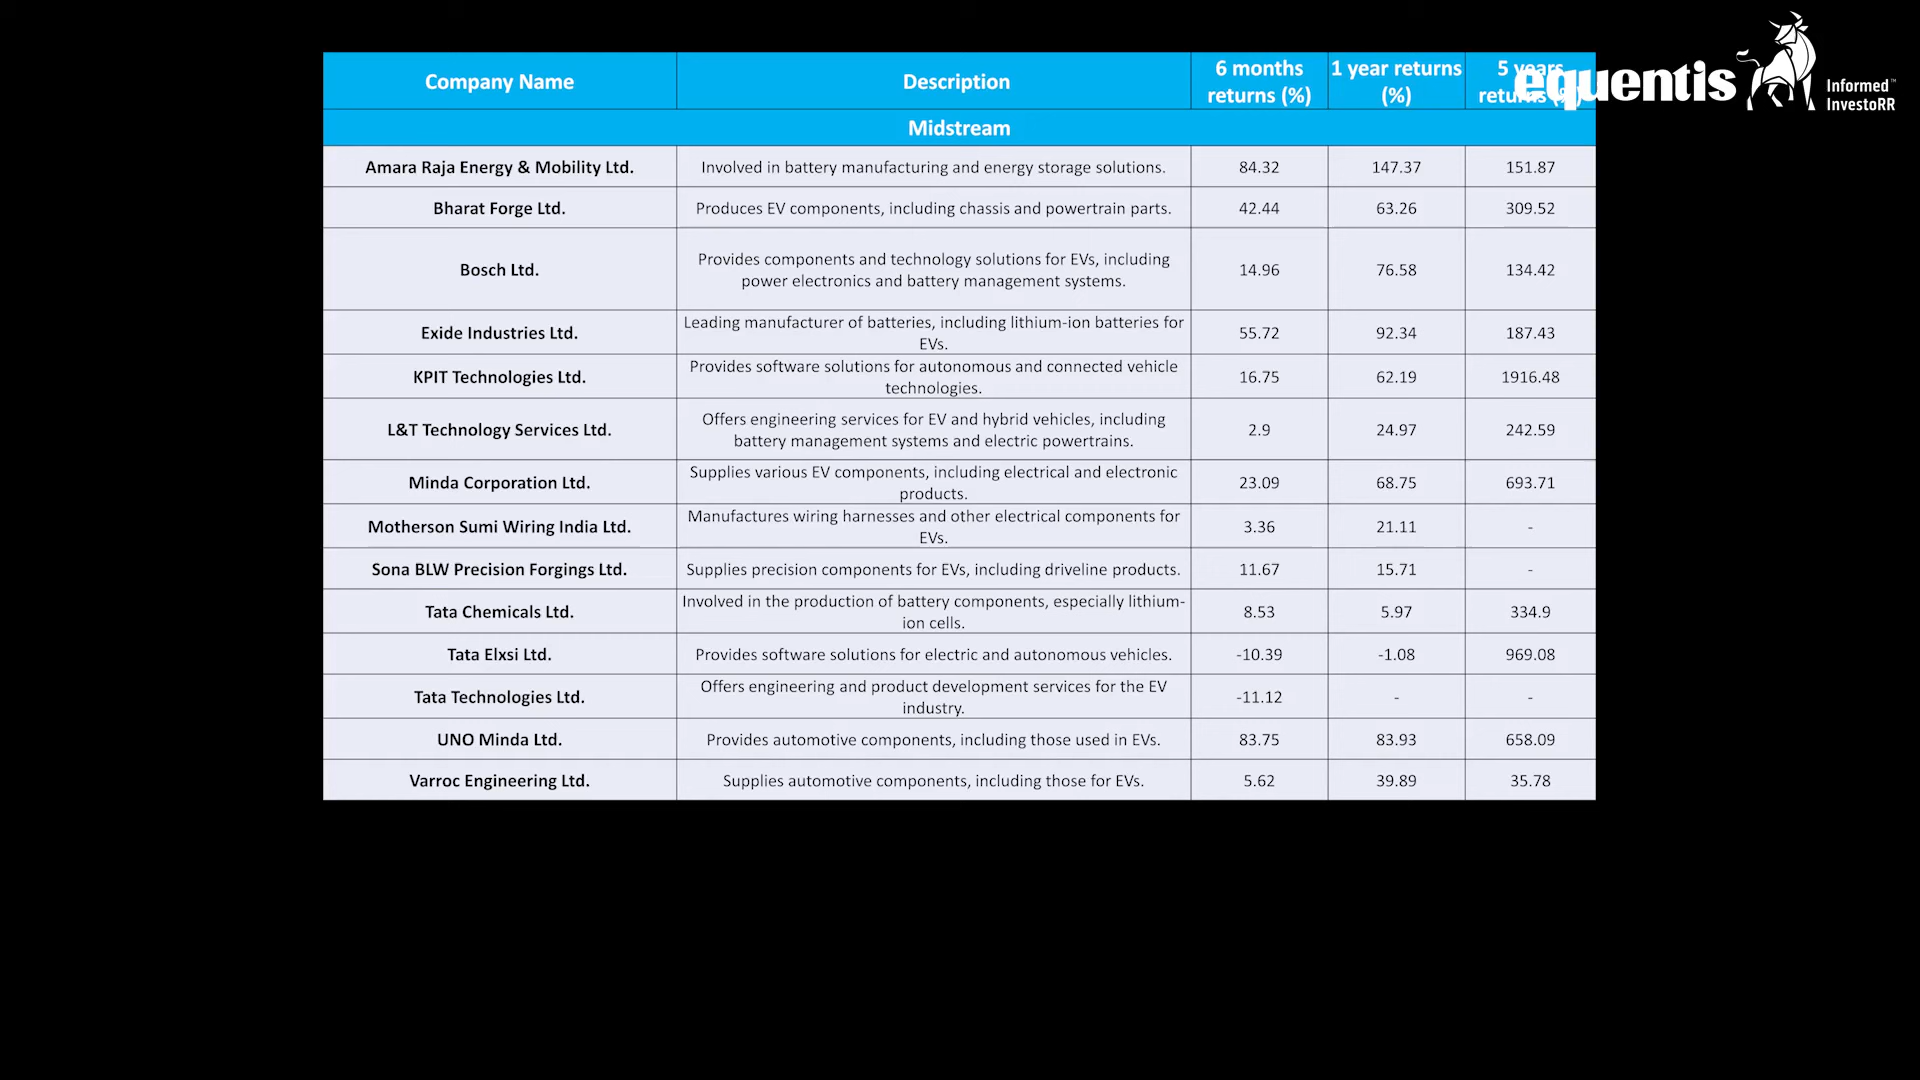 equentis
Informed™
InvestoRR
Company Name Description 6 months returns (%) 1 year returns (%) 5 years
Midstream
Amara Raja Energy & Mobility Ltd. Involved in battery manufacturing and energy storage solutions. 84.32 147.37 151.87
Bharat Forge Ltd. Produces EV components, including chassis and powertrain parts. 42.44 63.26 309.52
Bosch Ltd. Provides components and technology solutions for EVs, including
power electronics and battery management systems. 14.96 76.58 134.42
Exide Industries Ltd. Leading manufacturer of batteries, including lithium-ion batteries for
EVs. 55.72 92.34 187.43
KPIT Technologies Ltd. Provides software solutions for autonomous and connected vehicle
technologies. 16.75 62.19 1916.48
L&T Technology Services Ltd. Offers engineering services for EV and hybrid vehicles, including
battery management systems and electric powertrains. 2.9 24.97 242.59
Minda Corporation Ltd. Supplies various EV components, including electrical and electronic
products. 23.09 68.75 693.71
Motherson Sumi Wiring India Ltd. Manufactures wiring harnesses and other electrical components for
EVs. 3.36 21.11 -
Sona BLW Precision Forgings Ltd. Supplies precision components for EVs, including driveline products. 11.67 15.71 -
Tata Chemicals Ltd. Involved in the production of battery components, especially lithium-
ion cells. 8.53 5.97 334.9
Tata Elxsi Ltd. Provides software solutions for electric and autonomous vehicles. -10.39 -1.08 969.08
Tata Technologies Ltd. Offers engineering and product development services for the EV
industry. -11.12 - -
UNO Minda Ltd. Provides automotive components, including those used in EVs. 83.75 83.93 658.09
Varroc Engineering Ltd. Supplies automotive components, including those for EVs. 5.62 39.89 35.78